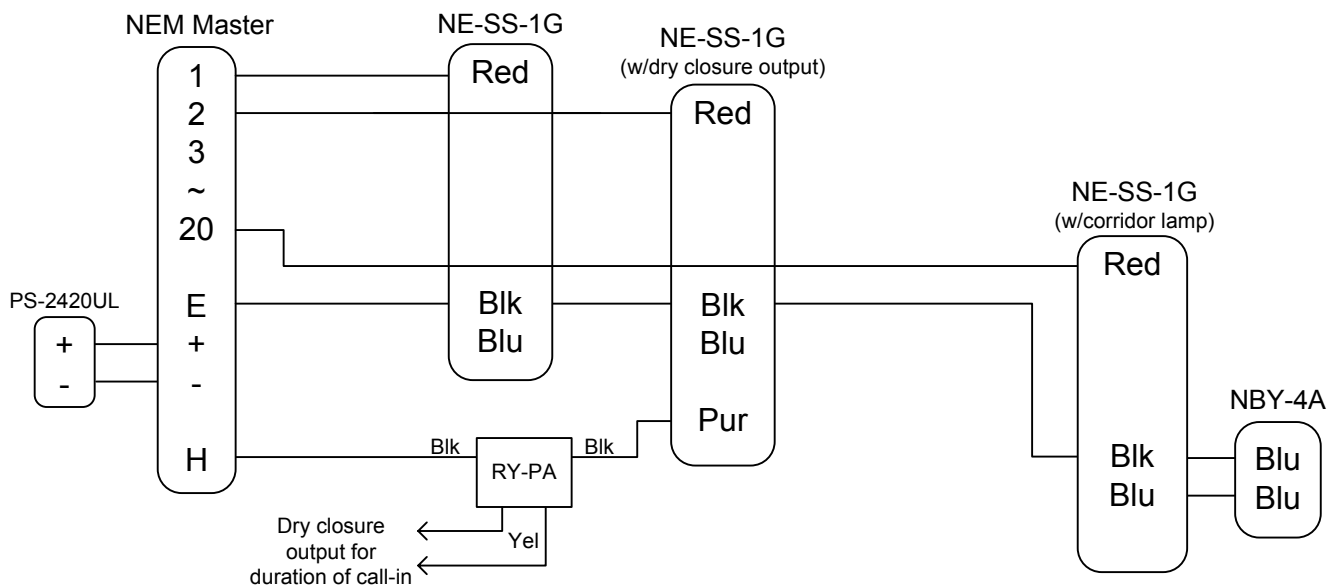 NEM Master
1
2
3
~
20
E
+
-
H
PS-2420UL
+
-
NE-SS-1G
Red
Blk
Blu
NE-SS-1G
(w/dry closure output)
Red
Blk
Blu
Pur
NE-SS-1G
(w/corridor lamp)
Red
Blk
Blu
NBY-4A
Blu
Blu
Blk
RY-PA
Blk
Yel
Dry closure
output for
duration of call-in